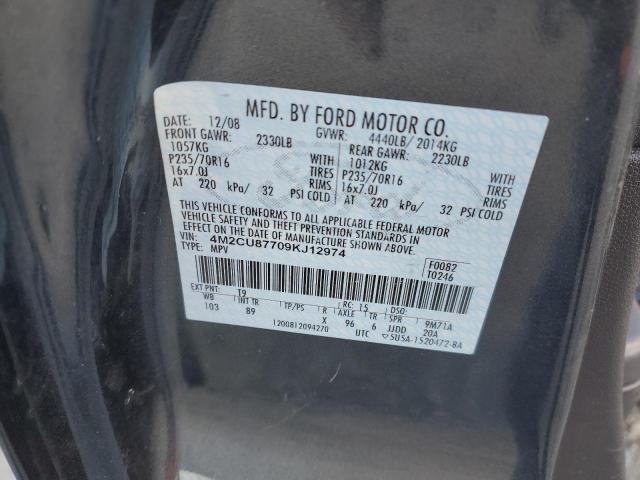 MFD. BY FORD MOTOR CO.
DATE: 12/08 GVWR: 4440LB/ 2014KG
FRONT GAWR: 2330LB REAR GAWR: 2230LB
1057KG WITH 1012KG WITH
P235/70R16 TIRES P235/70R16 TIRES
16x7.0J RIMS 16x7.0J RIMS
AT 220 kPa/ 32 PSI COLD AT 220 kPa/ 32 PSI COLD
THIS VEHICLE CONFORMS TO ALL APPLICABLE FEDERAL MOTOR
VEHICLE SAFETY AND THEFT PREVENTION STANDARDS IN
EFFECT ON THE DATE OF MANUFACTURE SHOWN ABOVE.
VIN: 4M2CU87709KJ12974
TYPE: MPV
F0082
T0246
EXT PNT: T9 RC: 15 DSO:
WB INT TR TP/PS R AXLE TR SPR 9M71A
103 89 X 96 6 JJDD 20A
1200812094270 UTC 5U5A-1520472-BA